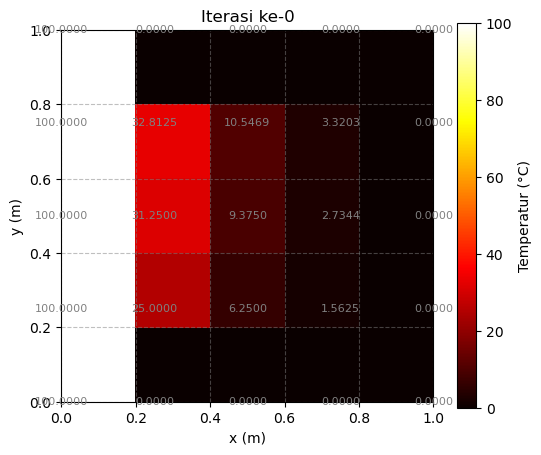 Iterasi ke-0
1.0 100.0000 0.0000 0.0000 0.0000 0.0000 100
0.8 100.0000 32.8125 10.5469 3.3203 0.0000 80
0.6 60
100.0000 31.2500 9.3750 2.7344 0.0000
y (m) Temperatur (°C)
0.4 40
100.0000 25.0000 6.2500 1.5625 0.0000
0.2 20
0.0 100.0000 0.0000 0.0000 0.0000 0.0000 0
0.0 0.2 0.4 0.6 0.8 1.0
x (m)